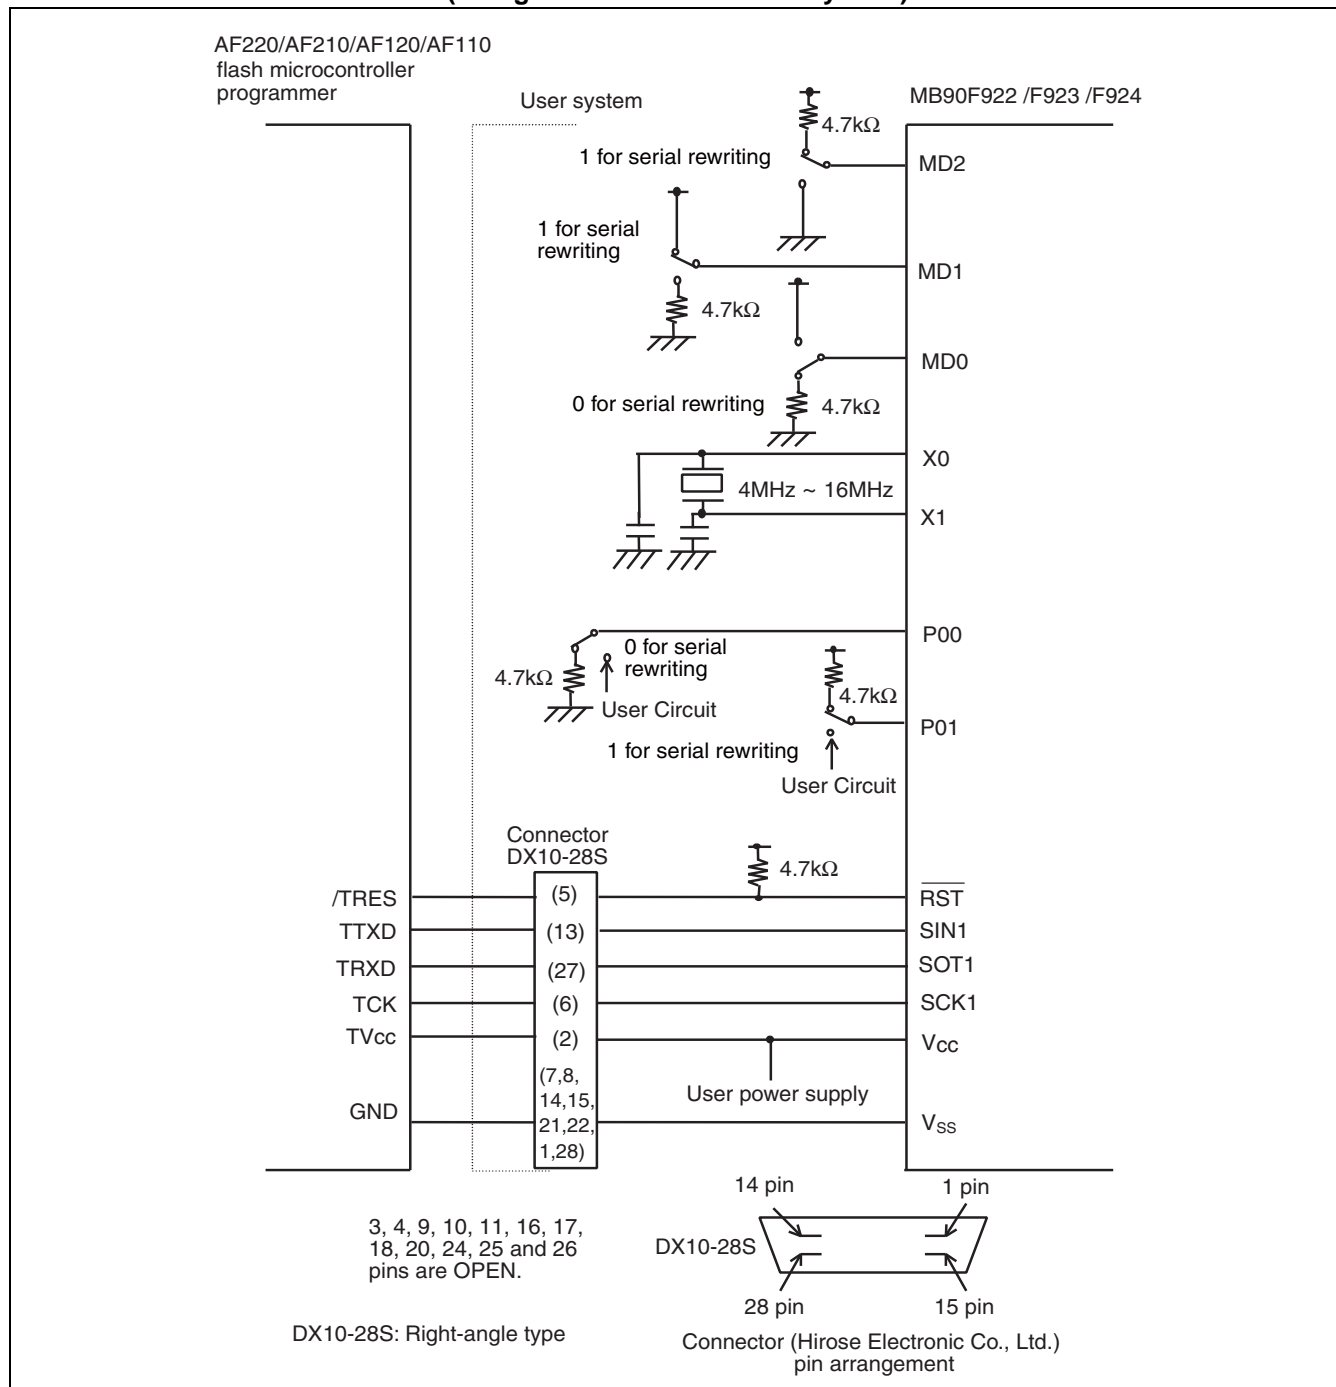 AF220/AF210/AF120/AF110
flash microcontroller
programmer
User system
MB90F922 /F923 /F924
4.7kΩ
1 for serial rewriting
MD2
1 for serial
rewriting
MD1
4.7kΩ
MD0
0 for serial rewriting
4.7kΩ
X0
4MHz ~ 16MHz
X1
P00
0 for serial
rewriting
4.7kΩ
User Circuit
4.7kΩ
P01
1 for serial rewriting
User Circuit
Connector
DX10-28S
4.7kΩ
/TRES
(5)
RST
TTXD
(13)
SIN1
TRXD
(27)
SOT1
TCK
(6)
SCK1
TVcc
(2)
Vcc
User power supply
GND
(7,8,
14,15,
21,22,
1,28)
VSS
14 pin
1 pin
3, 4, 9, 10, 11, 16, 17,
18, 20, 24, 25 and 26
pins are OPEN.
DX10-28S
28 pin
15 pin
DX10-28S: Right-angle type
Connector (Hirose Electronic Co., Ltd.)
pin arrangement